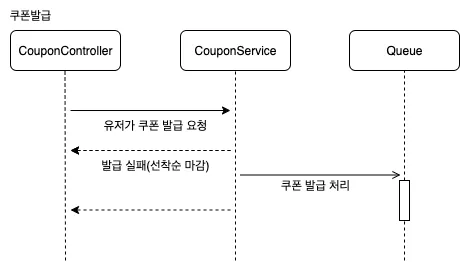 쿠폰발급
CouponController
CouponService
Queue
유저가 쿠폰 발급 요청
발급 실패(선착순 마감)
쿠폰 발급 처리